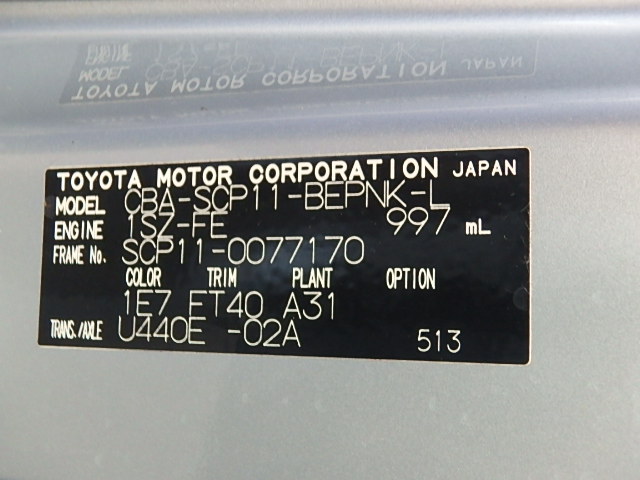 TOYOTA MOTOR CORPORATION JAPAN
MODEL CBA-SCP11-BEPNK-L
ENGINE 1SZ-FE 997 mL
FRAME No. SCP11-0077170
COLOR TRIM PLANT OPTION
1E7 FT40 A31
TRANS./AXLE U440E -02A 513